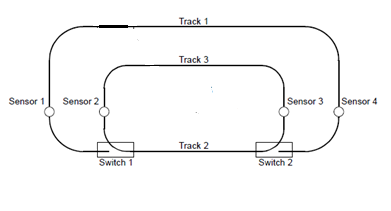 Track 1
Track 3
Sensor 1
Sensor 2
Sensor 3
Sensor 4
Track 2
Switch 1
Switch 2